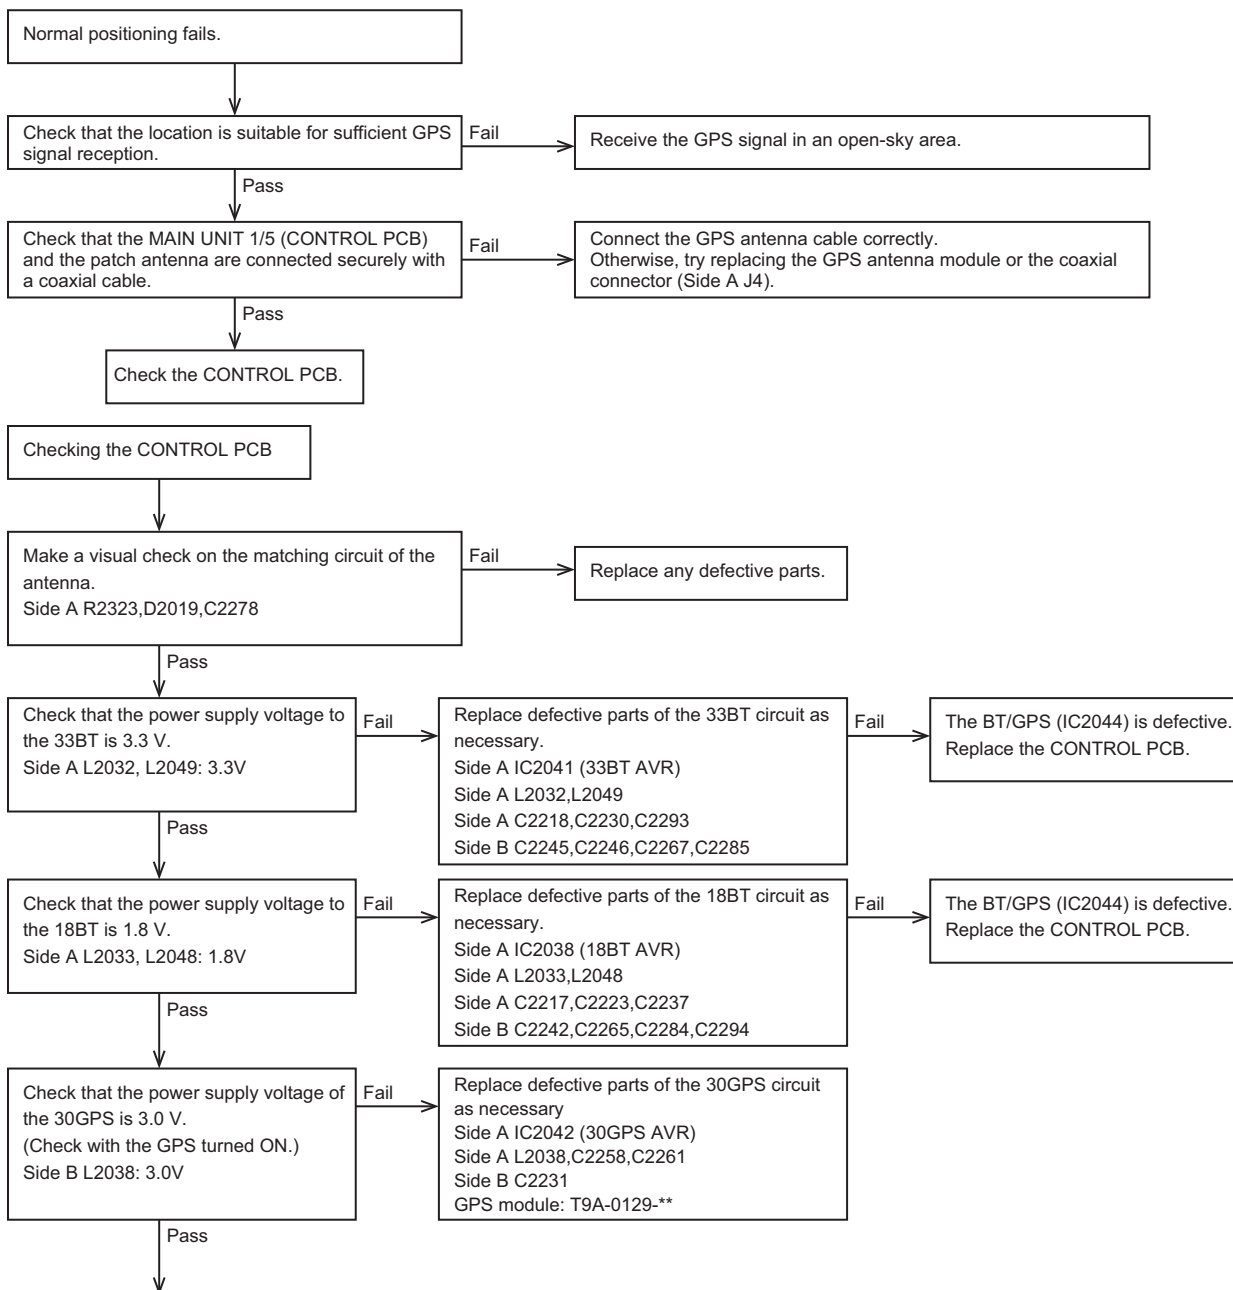 Normal positioning fails.
Check that the location is suitable for sufficient GPS
signal reception.
Fail
Receive the GPS signal in an open-sky area.
Pass
Check that the MAIN UNIT 1/5 (CONTROL PCB)
and the patch antenna are connected securely with
a coaxial cable.
Fail
Connect the GPS antenna cable correctly.
Otherwise, try replacing the GPS antenna module or the coaxial
connector (Side A J4).
Pass
Check the CONTROL PCB.
Checking the CONTROL PCB
Make a visual check on the matching circuit of the
antenna.
Side A R2323,D2019,C2278
Fail
Replace any defective parts.
Pass
Check that the power supply voltage to
the 33BT is 3.3 V.
Side A L2032, L2049: 3.3V
Fail
Replace defective parts of the 33BT circuit as
necessary.
Side A IC2041 (33BT AVR)
Side A L2032,L2049
Side A C2218,C2230,C2293
Side B C2245,C2246,C2267,C2285
Fail
The BT/GPS (IC2044) is defective.
Replace the CONTROL PCB.
Pass
Check that the power supply voltage to
the 18BT is 1.8 V.
Side A L2033, L2048: 1.8V
Fail
Replace defective parts of the 18BT circuit as
necessary.
Side A IC2038 (18BT AVR)
Side A L2033,L2048
Side A C2217,C2223,C2237
Side B C2242,C2265,C2284,C2294
Fail
The BT/GPS (IC2044) is defective.
Replace the CONTROL PCB.
Pass
Check that the power supply voltage of
the 30GPS is 3.0 V.
(Check with the GPS turned ON.)
Side B L2038: 3.0V
Fail
Replace defective parts of the 30GPS circuit
as necessary
Side A IC2042 (30GPS AVR)
Side A L2038,C2258,C2261
Side B C2231
GPS module: T9A-0129-**
Pass